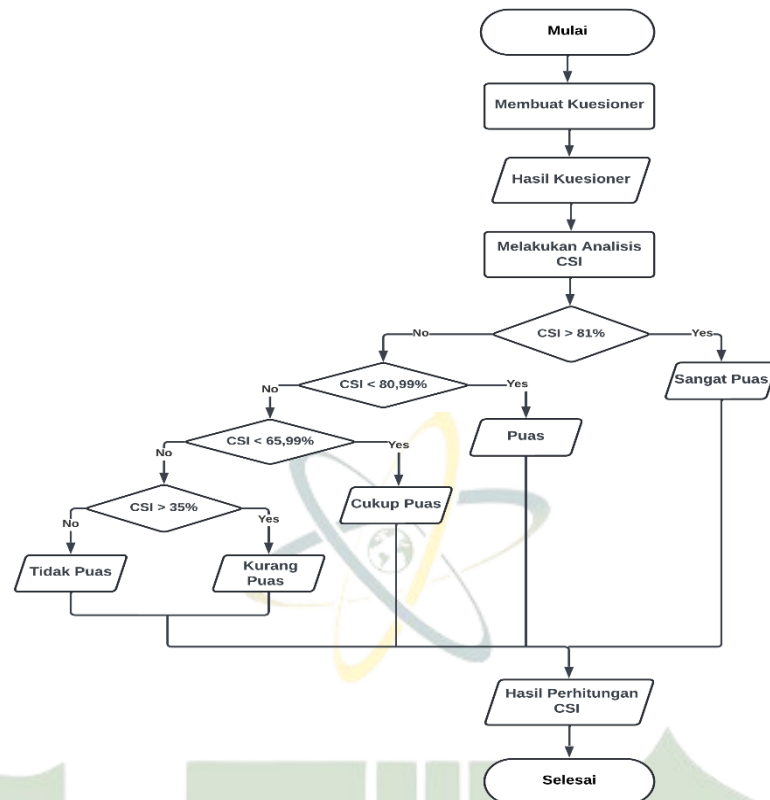 Mulai
Membuat Kuesioner
Hasil Kuesioner
Melakukan Analisis
CSI
CSI > 81%
No
Yes
Sangat Puas
CSI < 80,99%
No
Yes
Puas
CSI < 65,99%
No
Yes
Cukup Puas
CSI > 35%
No
Yes
Tidak Puas
Kurang
Puas
Hasil Perhitungan
CSI
Selesai